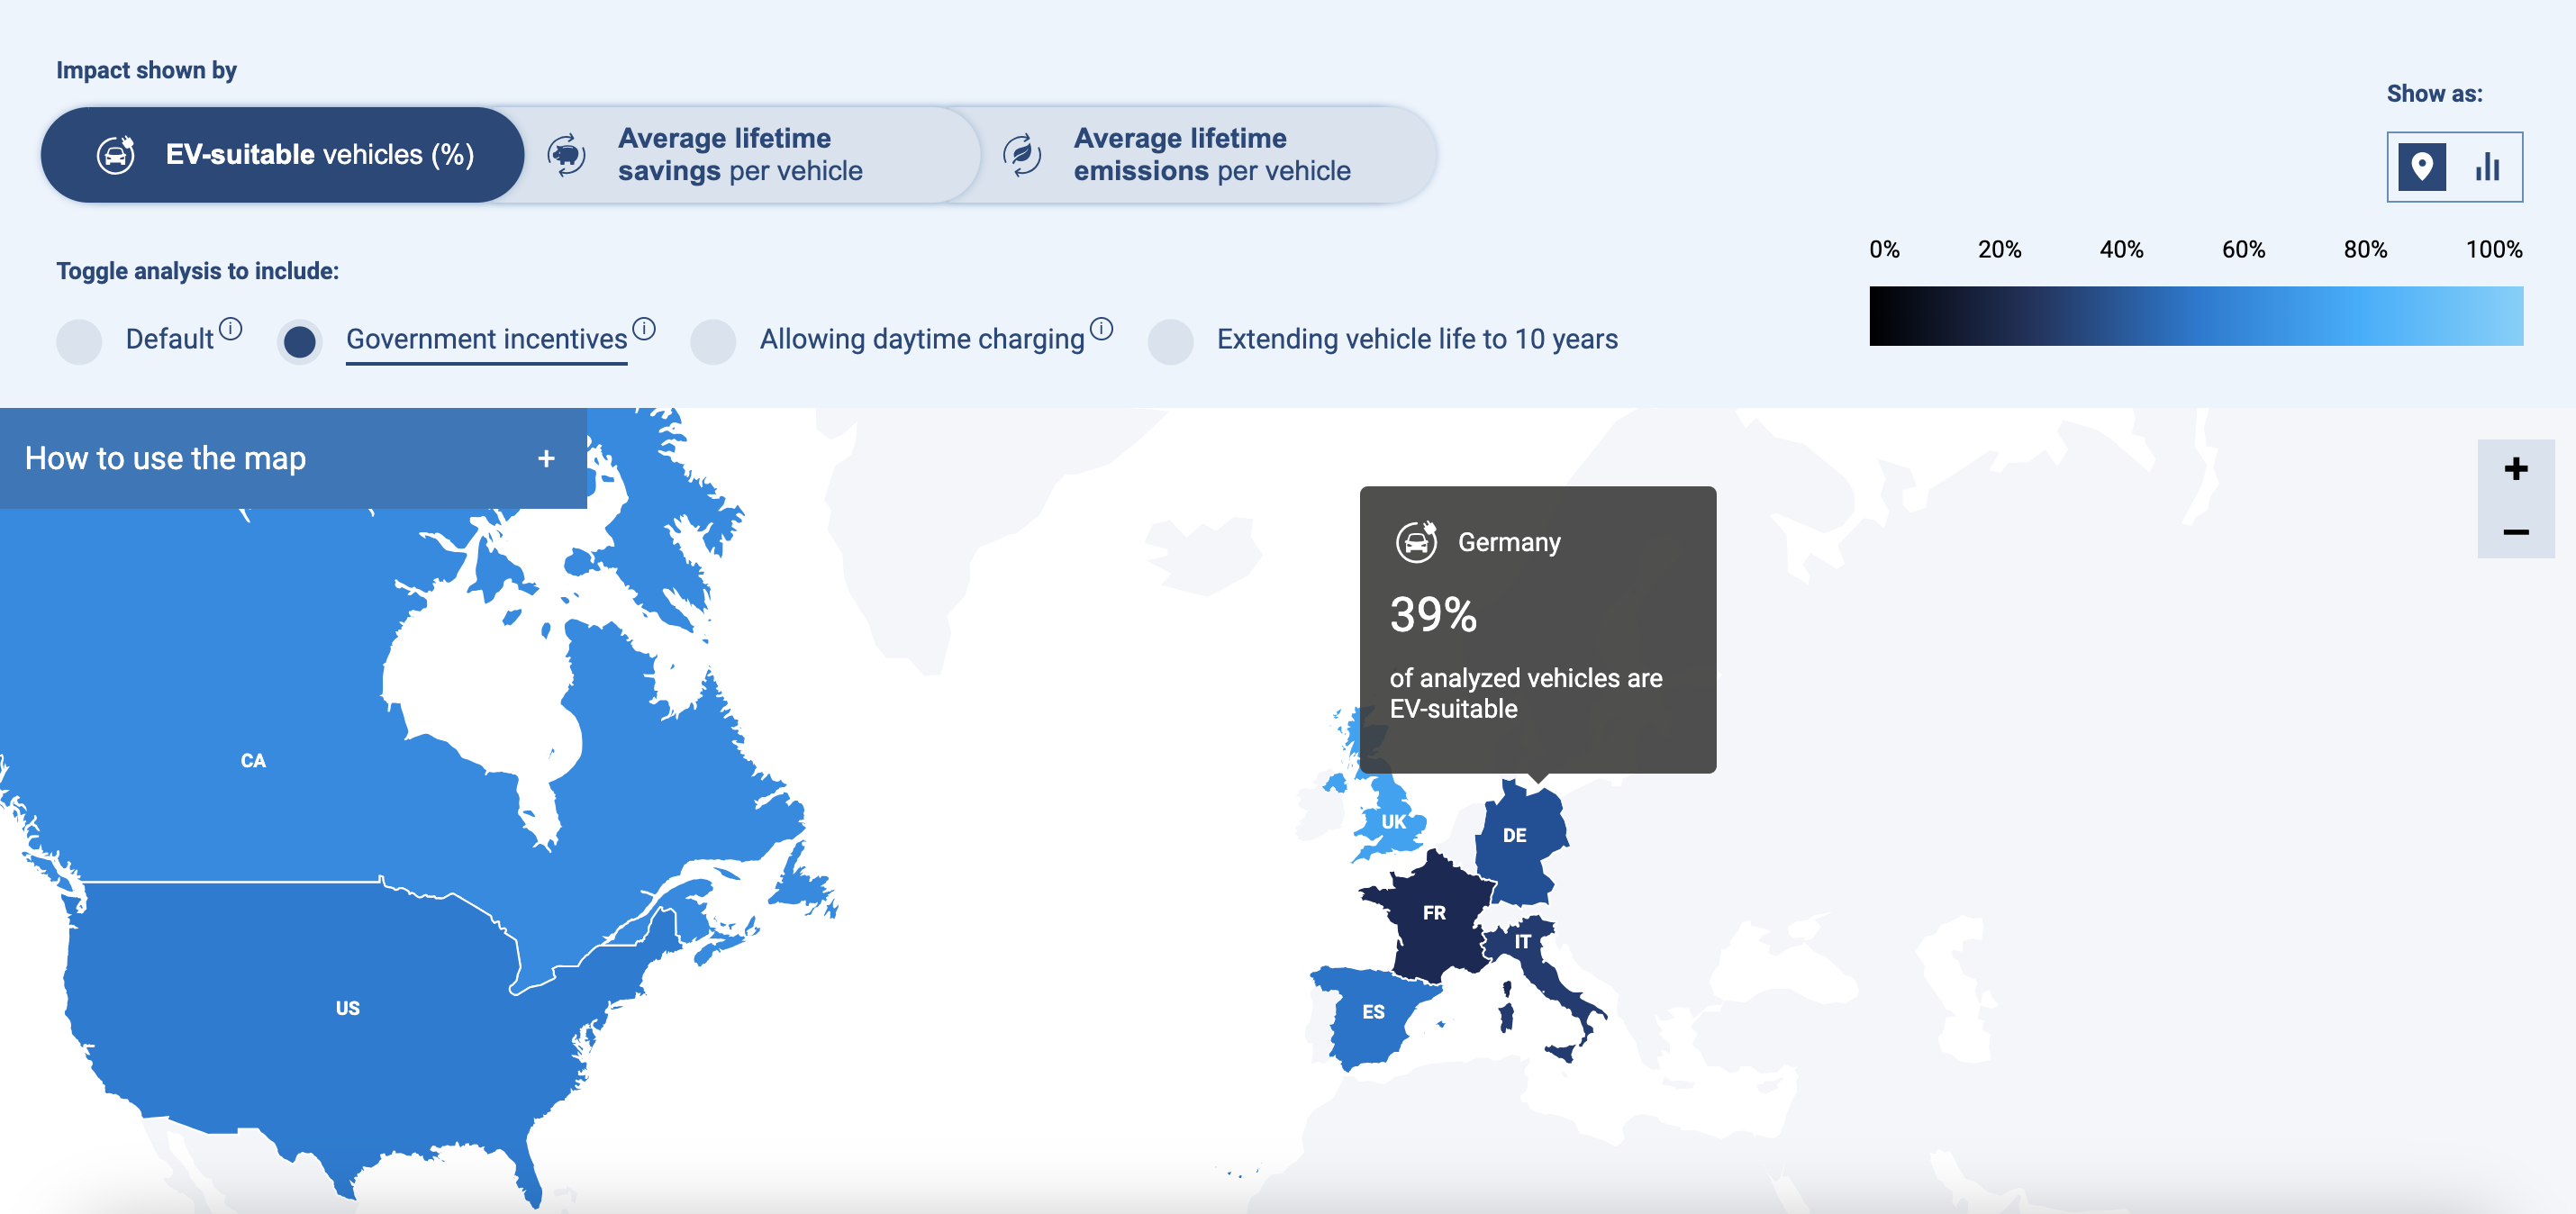 Impact shown by
EV-suitable vehicles (%)
Average lifetime
savings per vehicle
Average lifetime
emissions per vehicle
Show as:
0% 20% 40% 60% 80% 100%
Toggle analysis to include:
Default i Government incentives i Allowing daytime charging i Extending vehicle life to 10 years
How to use the map +
+
−
Germany
39%
of analyzed vehicles are
EV-suitable
CA
UK
DE
FR
IT
US
ES